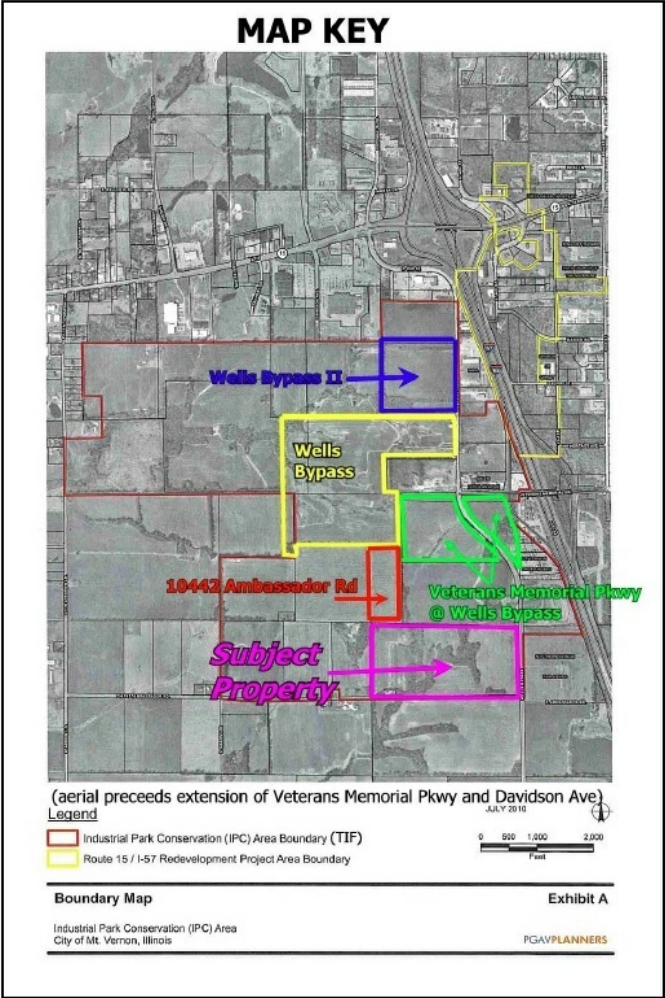 MAP KEY
15
15
Wells Bypass II
Wells
Bypass
10442 Ambassador Rd
Veterans Memorial Pkwy
@ Wells Bypass
Subject
Property
(aerial preceeds extension of Veterans Memorial Pkwy and Davidson Ave)
JULY 2010
Legend
Industrial Park Conservation (IPC) Area Boundary (TIF)
Route 15 / I-57 Redevelopment Project Area Boundary
0 500 1,000 2,000
Feet
Boundary Map
Exhibit A
Industrial Park Conservation (IPC) Area
City of Mt. Vernon, Illinois
PGAVPLANNERS